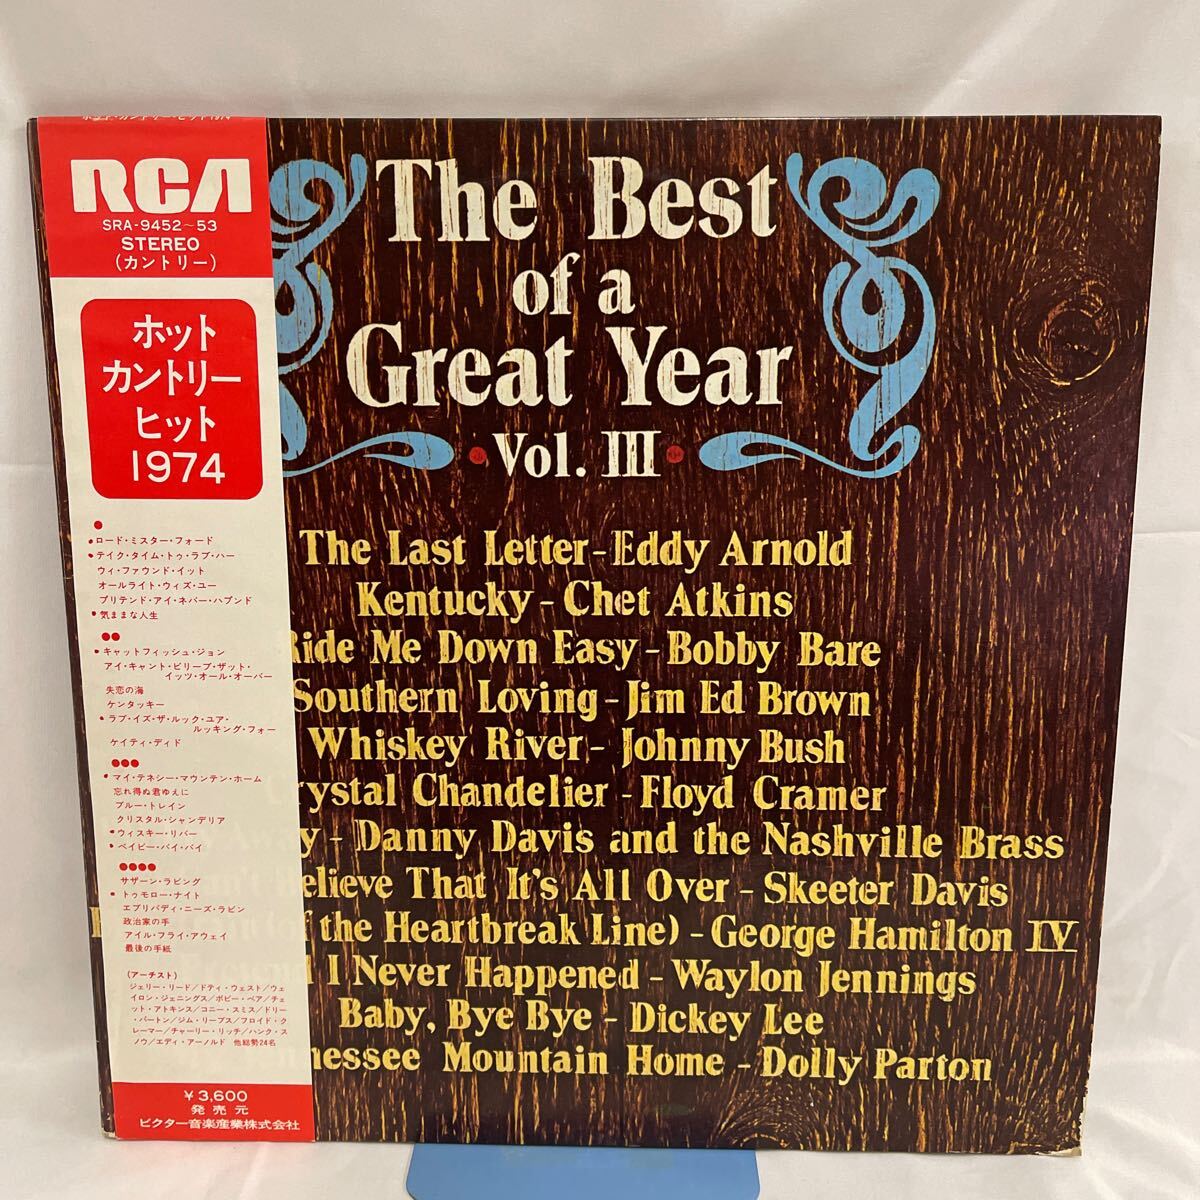 ホット・カントリー・ヒット1974
RCA
SRA-9452~53
STEREO
(カントリー)
ホット
カントリー
ヒット
1974
●
•ロード・ミスター・フォード
•テイク・タイム・トゥ・ラブ・ハー
ウィ・ファウンド・イット
オールライト・ウィズ・ユー
プリテンド・アイ・ネバー・ハプンド
•気ままな人生
●●
•キャットフィッシュ・ジョン
アイ・キャント・ビリーブ・ザット・
イッツ・オール・オーバー
失恋の海
ケンタッキー
•ラブ・イズ・ザ・ルック・ユア・
ルッキング・フォー
ケイティ・ディド
●●●
•マイ・テネシー・マウンテン・ホーム
忘れ得ぬ君ゆえに
ブルー・トレイン
クリスタル・シャンデリア
•ウィスキー・リバー
•ベイビー・バイ・バイ
●●●●
サザーン・ラビング
•トゥモロー・ナイト
エブリバディ・ニーズ・ラビン
政治家の手
アイル・フライ・アウェイ
最後の手紙
(アーチスト)
ジェリー・リード/ドティ・ウェスト/ウェ
イロン・ジェニングス/ボビー・ベア/チェ
ット・アトキンス/コニー・スミス/ドリー
・パートン/ジム・リーブス/フロイド・ク
レーマー/チャーリー・リッチ/ハンク・ス
ノウ/エディ・アーノルド 他総勢24名
¥3,600
発売元
ビクター音楽産業株式会社
The Best
of a
Great Year
• Vol. III •
The Last Letter - Eddy Arnold
Kentucky - Chet Atkins
Ride Me Down Easy - Bobby Bare
Southern Loving - Jim Ed Brown
Whiskey River - Johnny Bush
rystal Chandelier - Floyd Cramer
y - Danny Davis and the Nashville Brass
elieve That It's All Over - Skeeter Davis
of the Heartbreak Line) - George Hamilton IV
I Never Happened - Waylon Jennings
Baby, Bye Bye - Dickey Lee
nessee Mountain Home - Dolly Parton